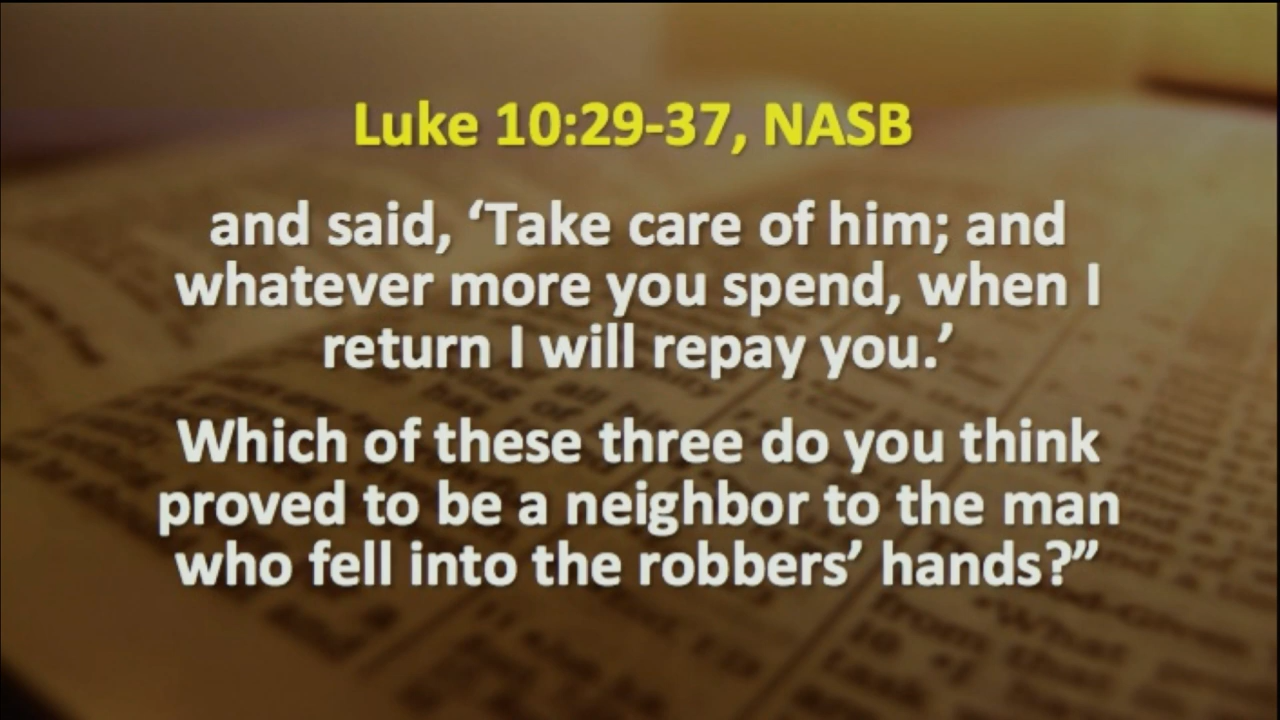 Luke 10:29-37, NASB
and said, ‘Take care of him; and
whatever more you spend, when I
return I will repay you.’
Which of these three do you think
proved to be a neighbor to the man
who fell into the robbers’ hands?”